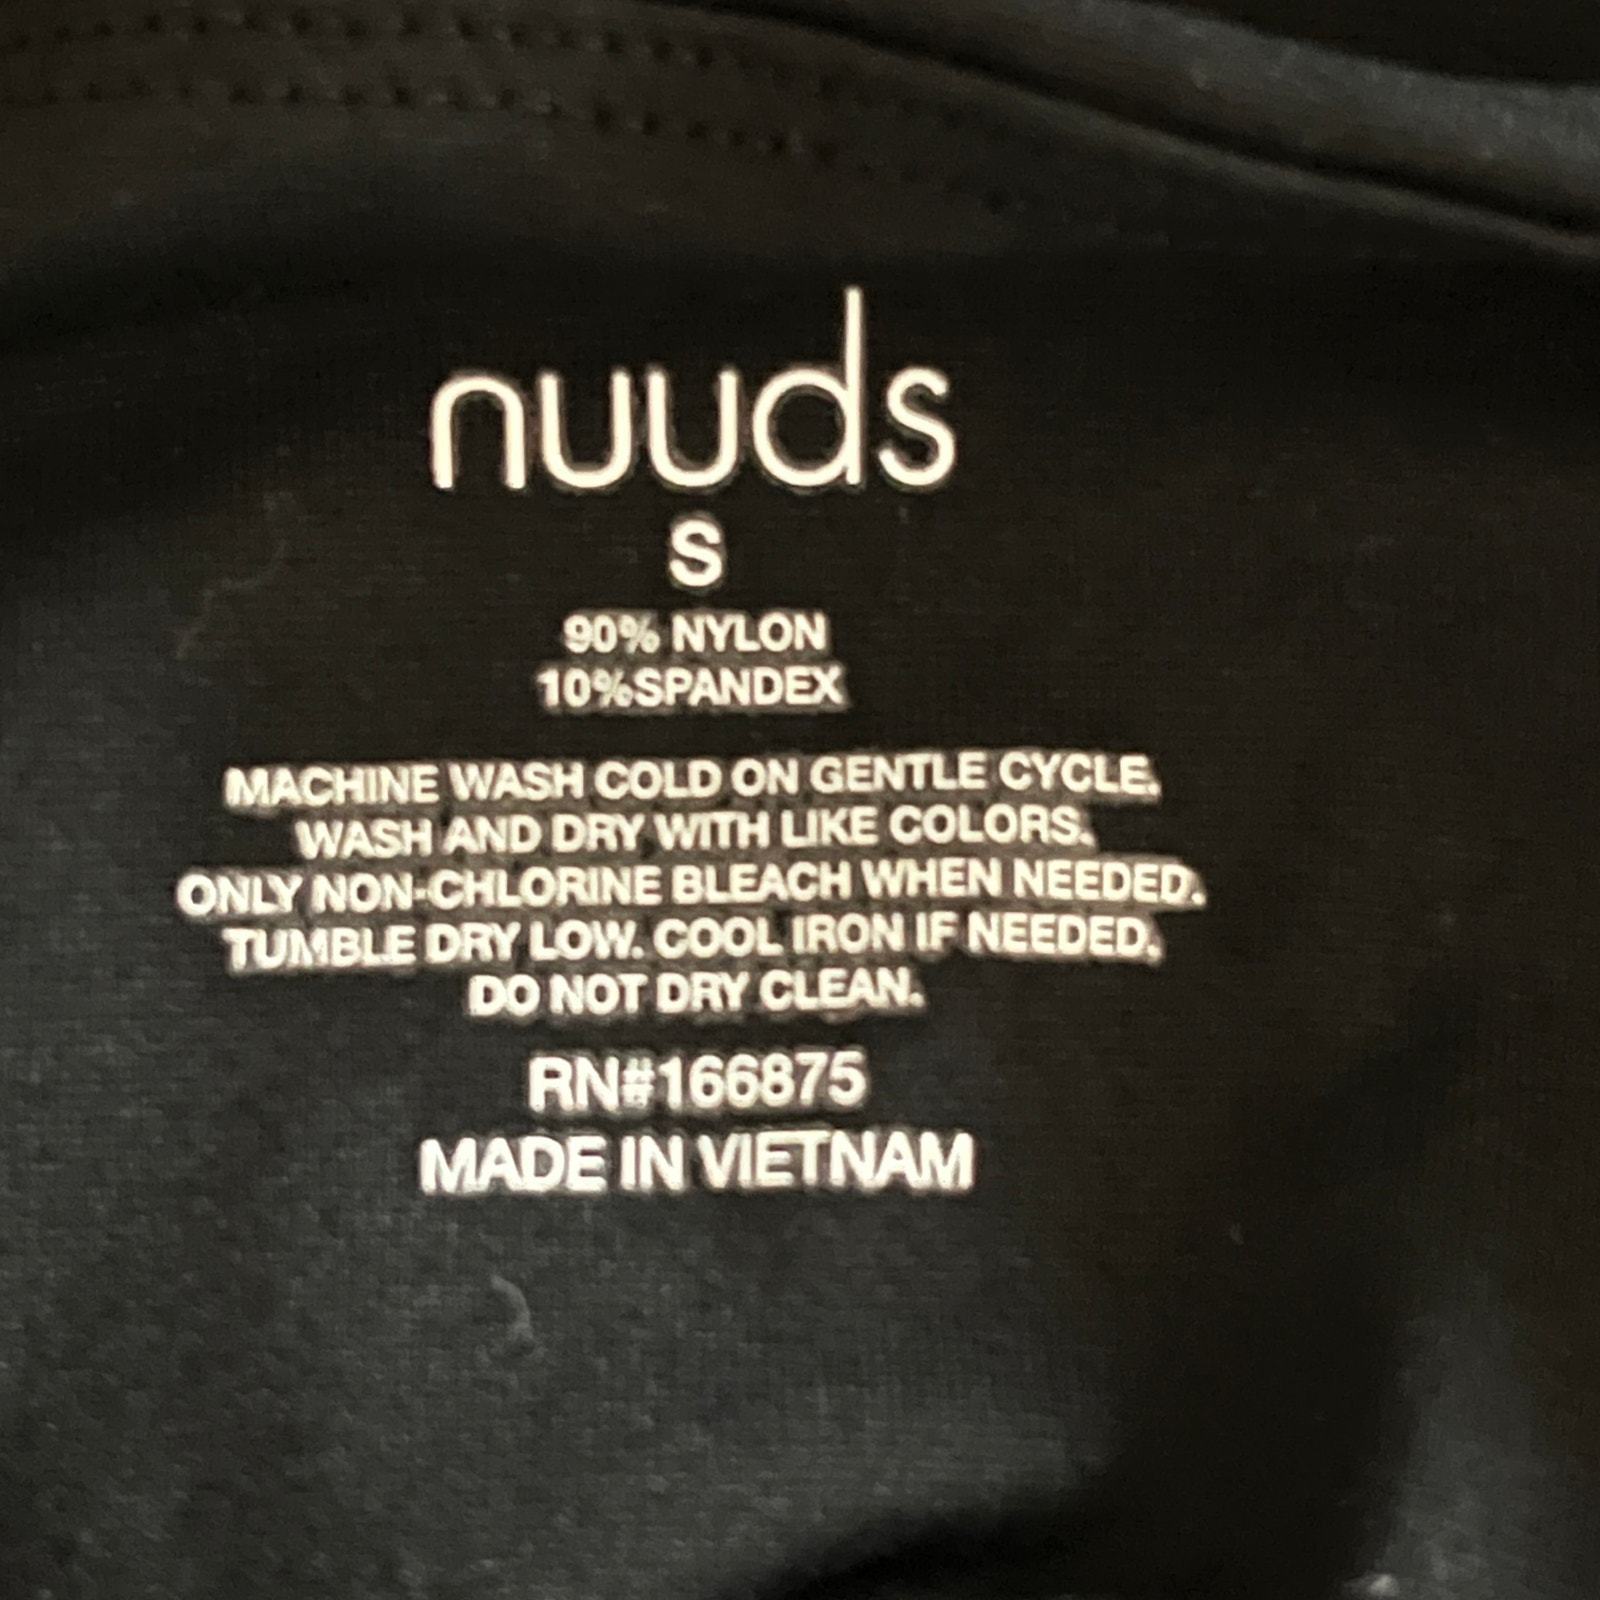 nuuds
S
90% NYLON
10%SPANDEX
MACHINE WASH COLD ON GENTLE CYCLE.
WASH AND DRY WITH LIKE COLORS.
ONLY NON-CHLORINE BLEACH WHEN NEEDED.
TUMBLE DRY LOW. COOL IRON IF NEEDED.
DO NOT DRY CLEAN.
RN#166875
MADE IN VIETNAM